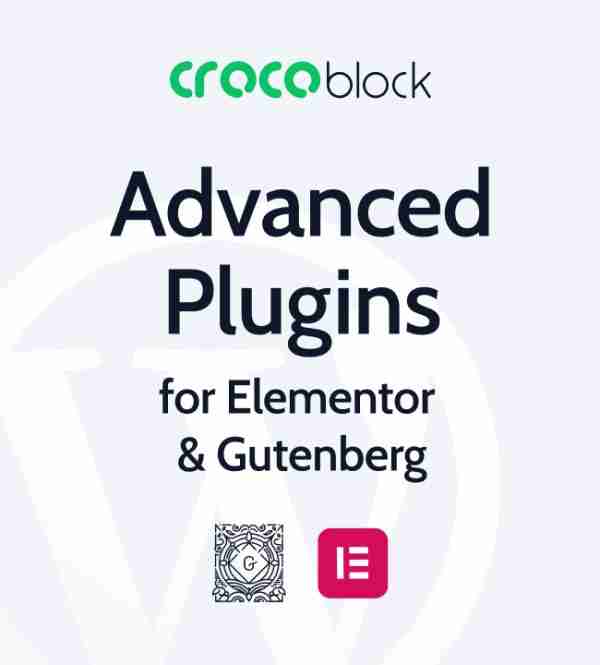 crocoblock
Advanced
Plugins
for Elementor
& Gutenberg
G